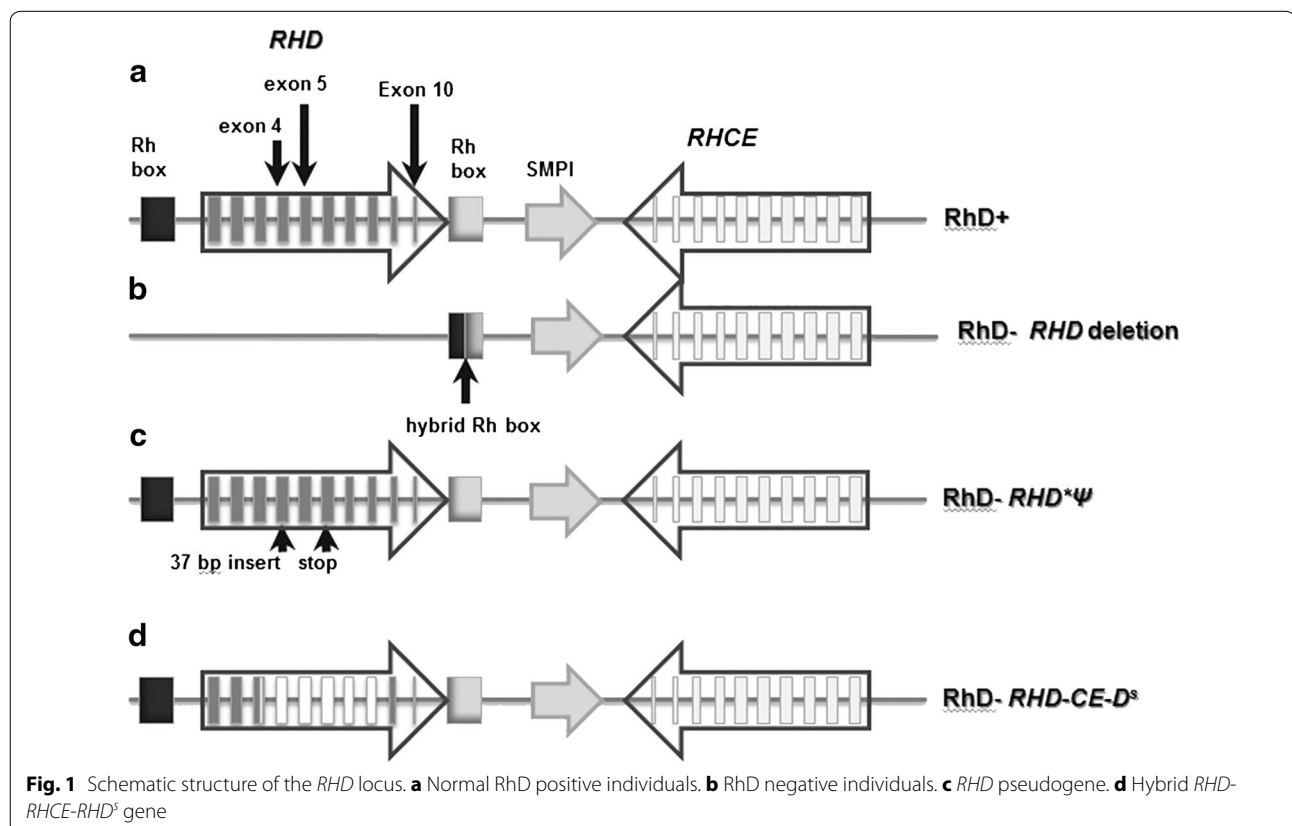 RHD
a
exon 5
Exon 10
exon 4
Rh
box
Rh
box
SMPI
RHCE
RhD+
b
RhD- RHD deletion
hybrid Rh box
c
RhD- RHD*Ψ
37 bp insert stop
d
RhD- RHD-CE-Dˢ
Fig. 1 Schematic structure of the RHD locus. a Normal RhD positive individuals. b RhD negative individuals. c RHD pseudogene. d Hybrid RHD-
RHCE-RHDˢ gene